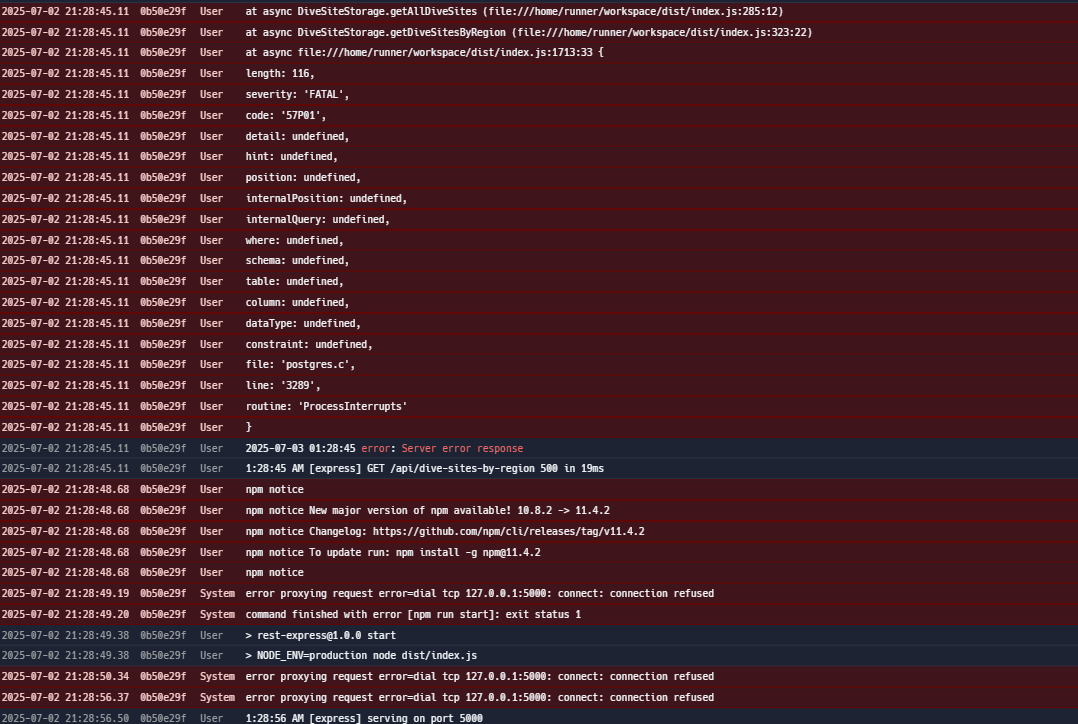 2025-07-02 21:28:45.11 0b50e29f User at async DiveSiteStorage.getAllDiveSites (file:///home/runner/workspace/dist/index.js:285:12)
2025-07-02 21:28:45.11 0b50e29f User at async DiveSiteStorage.getDiveSitesByRegion (file:///home/runner/workspace/dist/index.js:323:22)
2025-07-02 21:28:45.11 0b50e29f User at async file:///home/runner/workspace/dist/index.js:1713:33 {
2025-07-02 21:28:45.11 0b50e29f User length: 116,
2025-07-02 21:28:45.11 0b50e29f User severity: 'FATAL',
2025-07-02 21:28:45.11 0b50e29f User code: '57P01',
2025-07-02 21:28:45.11 0b50e29f User detail: undefined,
2025-07-02 21:28:45.11 0b50e29f User hint: undefined,
2025-07-02 21:28:45.11 0b50e29f User position: undefined,
2025-07-02 21:28:45.11 0b50e29f User internalPosition: undefined,
2025-07-02 21:28:45.11 0b50e29f User internalQuery: undefined,
2025-07-02 21:28:45.11 0b50e29f User where: undefined,
2025-07-02 21:28:45.11 0b50e29f User schema: undefined,
2025-07-02 21:28:45.11 0b50e29f User table: undefined,
2025-07-02 21:28:45.11 0b50e29f User column: undefined,
2025-07-02 21:28:45.11 0b50e29f User dataType: undefined,
2025-07-02 21:28:45.11 0b50e29f User constraint: undefined,
2025-07-02 21:28:45.11 0b50e29f User file: 'postgres.c',
2025-07-02 21:28:45.11 0b50e29f User line: '3289',
2025-07-02 21:28:45.11 0b50e29f User routine: 'ProcessInterrupts'
2025-07-02 21:28:45.11 0b50e29f User }
2025-07-02 21:28:45.11 0b50e29f User 2025-07-03 01:28:45 error: Server error response
2025-07-02 21:28:45.11 0b50e29f User 1:28:45 AM [express] GET /api/dive-sites-by-region 500 in 19ms
2025-07-02 21:28:48.68 0b50e29f User npm notice
2025-07-02 21:28:48.68 0b50e29f User npm notice New major version of npm available! 10.8.2 -> 11.4.2
2025-07-02 21:28:48.68 0b50e29f User npm notice Changelog: https://github.com/npm/cli/releases/tag/v11.4.2
2025-07-02 21:28:48.68 0b50e29f User npm notice To update run: npm install -g npm@11.4.2
2025-07-02 21:28:48.68 0b50e29f User npm notice
2025-07-02 21:28:49.19 0b50e29f System error proxying request error=dial tcp 127.0.0.1:5000: connect: connection refused
2025-07-02 21:28:49.20 0b50e29f System command finished with error [npm run start]: exit status 1
2025-07-02 21:28:49.38 0b50e29f User > rest-express@1.0.0 start
2025-07-02 21:28:49.38 0b50e29f User > NODE_ENV=production node dist/index.js
2025-07-02 21:28:50.34 0b50e29f System error proxying request error=dial tcp 127.0.0.1:5000: connect: connection refused
2025-07-02 21:28:56.37 0b50e29f System error proxying request error=dial tcp 127.0.0.1:5000: connect: connection refused
2025-07-02 21:28:56.50 0b50e29f User 1:28:56 AM [express] serving on port 5000